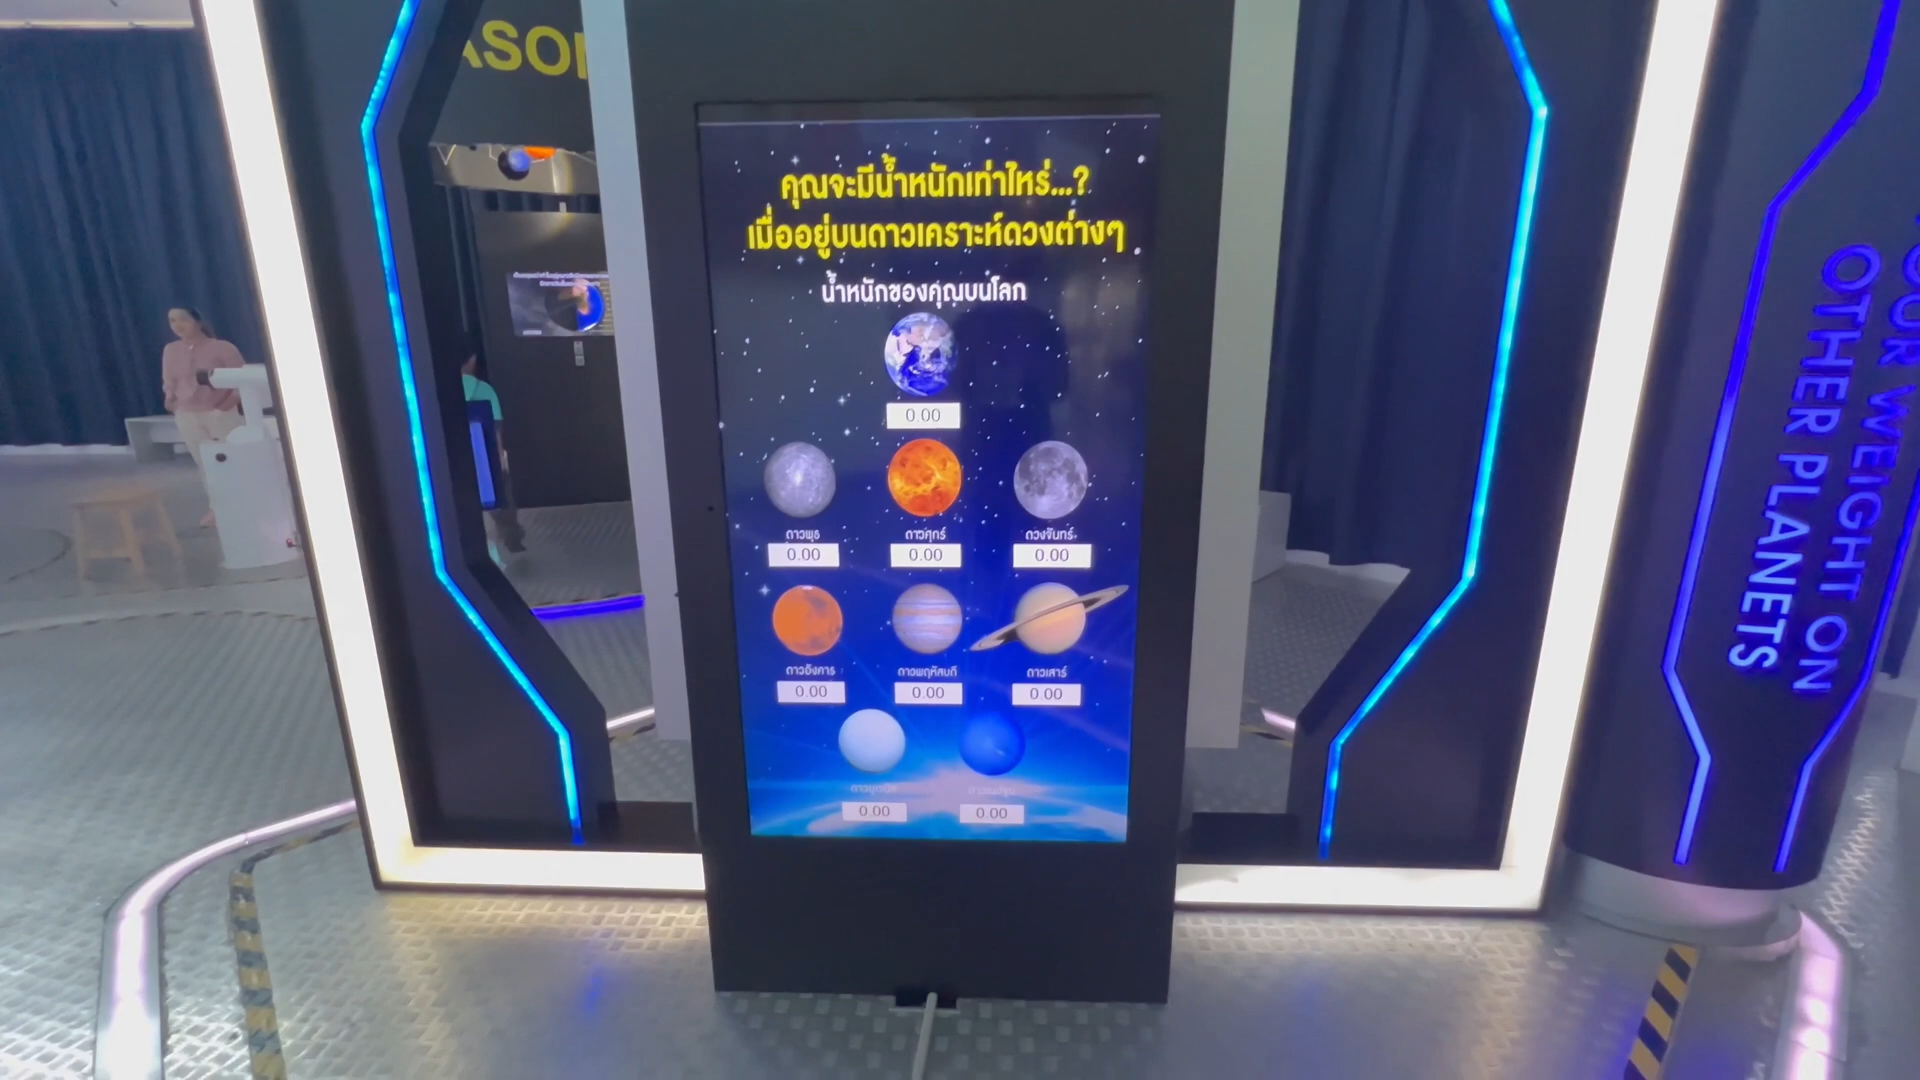 คุณจะมีน้ำหนักเท่าไหร่...?
เมื่ออยู่บนดาวเคราะห์ดวงต่างๆ
น้ำหนักของคุณบนโลก
0.00
ดาวพุธ
ดาวศุกร์
ดวงจันทร์
0.00
0.00
0.00
ดาวอังคาร
ดาวพฤหัสบดี
ดาวเสาร์
0.00
0.00
0.00
0.00
0.00
WEIGHT ON
OTHER PLANETS